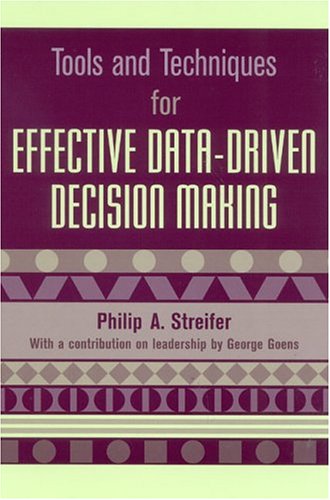 Tools and Techniques
for
EFFECTIVE DATA-DRIVEN
DECISION MAKING
Philip A. Streifer
With a contribution on leadership by George Goens